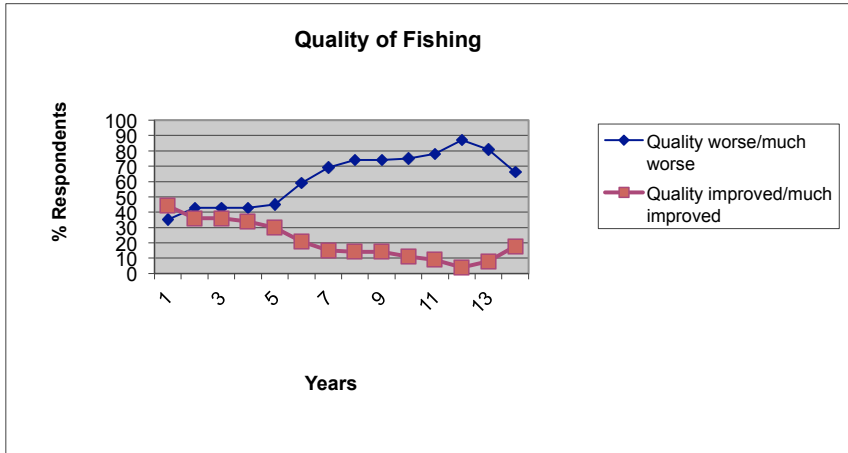 Quality of Fishing
% Respondents
100
90
80
70
60
50
40
30
20
10
0
1
3
5
7
9
11
13
Years
Quality worse/much
worse
Quality improved/much
improved